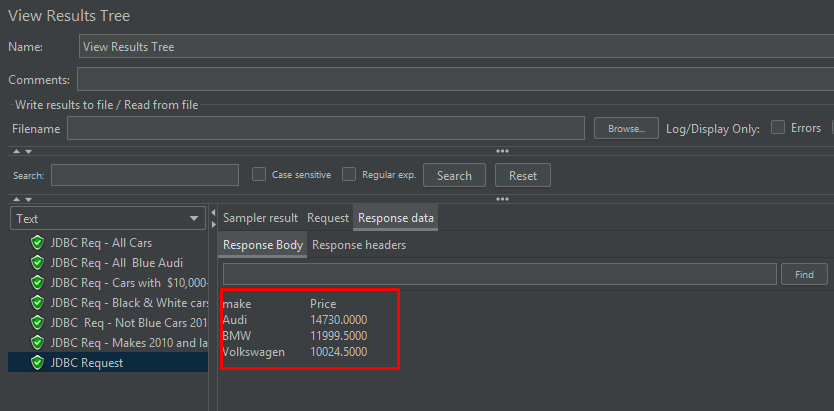 View Results Tree
Name: View Results Tree
Comments:
Write results to file / Read from file
Filename Browse... Log/Display Only: Errors
Search: Case sensitive Regular exp. Search Reset
Text
Sampler result Request Response data
Response Body Response headers
Find
JDBC Req - All Cars
JDBC Req - All Blue Audi
JDBC Req - Cars with $10,000-
JDBC Req - Black & White cars
JDBC Req - Not Blue Cars 201
JDBC Req - Makes 2010 and la
JDBC Request
make Price
Audi 14730.0000
BMW 11999.5000
Volkswagen 10024.5000